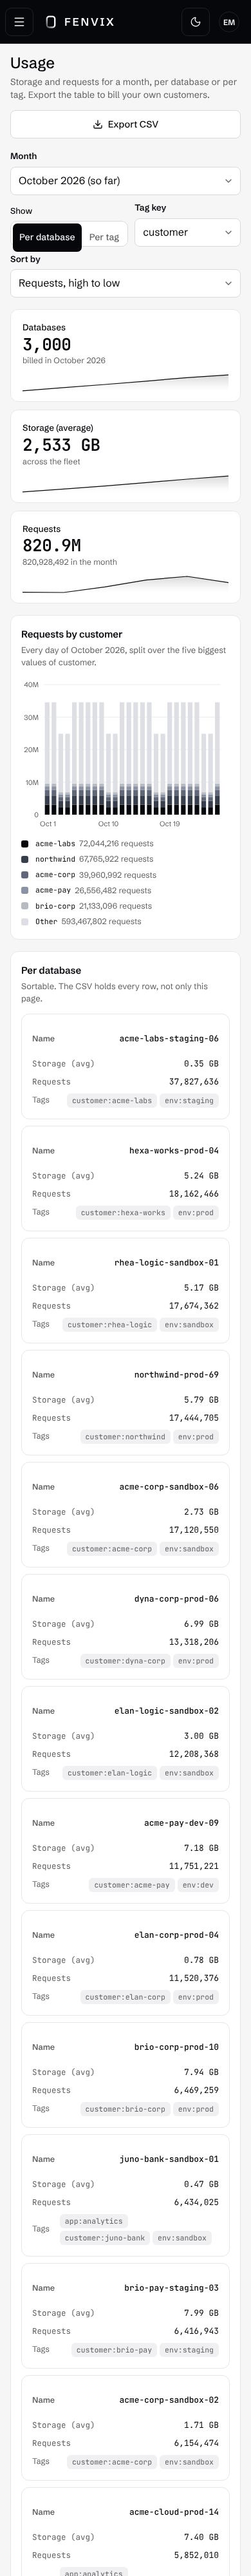 FENVIX
EM
Usage
Storage and requests for a month, per database or per
tag. Export the table to bill your own customers.
Export CSV
Month
October 2026 (so far)
Show
Tag key
Per database
Per tag
customer
Sort by
Requests, high to low
Databases
3,000
billed in October 2026
Storage (average)
2,533 GB
across the fleet
Requests
820.9M
820,928,492 in the month
Requests by customer
Every day of October 2026, split over the five biggest
values of customer.
40M
30M
20M
10M
0
Oct 1
Oct 10
Oct 19
acme-labs 72,044,216 requests
northwind 67,765,922 requests
acme-corp 39,960,992 requests
acme-pay 26,556,482 requests
brio-corp 21,133,096 requests
Other 593,467,802 requests
Per database
Sortable. The CSV holds every row, not only this
page.
Name acme-labs-staging-06
Storage (avg) 0.35 GB
Requests 37,827,636
Tags customer:acme-labs env:staging
Name hexa-works-prod-04
Storage (avg) 5.24 GB
Requests 18,162,466
Tags customer:hexa-works env:prod
Name rhea-logic-sandbox-01
Storage (avg) 5.17 GB
Requests 17,674,362
Tags customer:rhea-logic env:sandbox
Name northwind-prod-69
Storage (avg) 5.79 GB
Requests 17,444,705
Tags customer:northwind env:prod
Name acme-corp-sandbox-06
Storage (avg) 2.73 GB
Requests 17,120,550
Tags customer:acme-corp env:sandbox
Name dyna-corp-prod-06
Storage (avg) 6.99 GB
Requests 13,318,206
Tags customer:dyna-corp env:prod
Name elan-logic-sandbox-02
Storage (avg) 3.00 GB
Requests 12,208,368
Tags customer:elan-logic env:sandbox
Name acme-pay-dev-09
Storage (avg) 7.18 GB
Requests 11,751,221
Tags customer:acme-pay env:dev
Name elan-corp-prod-04
Storage (avg) 0.78 GB
Requests 11,520,376
Tags customer:elan-corp env:prod
Name brio-corp-prod-10
Storage (avg) 7.94 GB
Requests 6,469,259
Tags customer:brio-corp env:prod
Name juno-bank-sandbox-01
Storage (avg) 0.47 GB
Requests 6,434,025
app:analytics
Tags
customer:juno-bank env:sandbox
Name brio-pay-staging-03
Storage (avg) 7.99 GB
Requests 6,416,943
Tags customer:brio-pay env:staging
Name acme-corp-sandbox-02
Storage (avg) 1.71 GB
Requests 6,154,474
Tags customer:acme-corp env:sandbox
Name acme-cloud-prod-14
Storage (avg) 7.40 GB
Requests 5,852,010
app:analytics